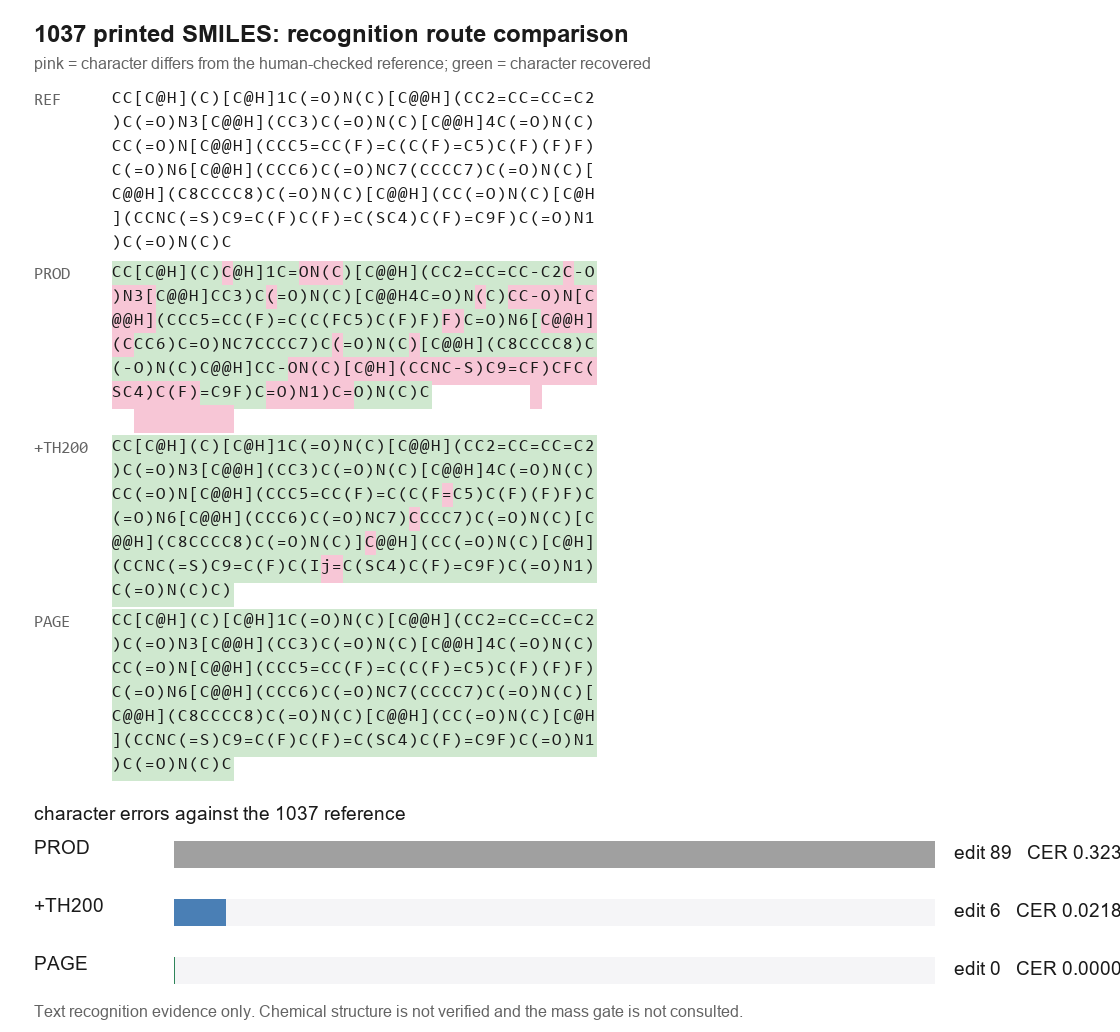 1037 printed SMILES: recognition route comparison
pink = character differs from the human-checked reference; green = character recovered
REF
CC[C@H](C)[C@H]1C(=O)N(C)[C@@H](CC2=CC=CC=C2
)C(=O)N3[C@@H](CC3)C(=O)N(C)[C@@H]4C(=O)N(C)
CC(=O)N[C@@H](CCC5=CC(F)=C(C(F)=C5)C(F)(F)F)
C(=O)N6[C@@H](CCC6)C(=O)NC7(CCCC7)C(=O)N(C)[
C@@H](C8CCCC8)C(=O)N(C)[C@@H](CC(=O)N(C)[C@H
](CCNC(=S)C9=C(F)C(F)=C(SC4)C(F)=C9F)C(=O)N1
)C(=O)N(C)C
PROD
CC[C@H](C)C@H]1C=ON(C)[C@@H](CC2=CC=CC-C2C-O
)N3[C@@H]CC3)C(=O)N(C)[C@@H4C=O)N(C)CC-O)N[C
@@H](CCC5=CC(F)=C(C(FC5)C(F)F)F)C=O)N6[C@@H]
(CCC6)C=O)NC7CCCC7)C(=O)N(C)[C@@H](C8CCCC8)C
(-O)N(C)C@@H]CC-ON(C)[C@H](CCNC-S)C9=CF)CFC(
SC4)C(F)=C9F)C=O)N1)C=O)N(C)C
+TH200
CC[C@H](C)[C@H]1C(=O)N(C)[C@@H](CC2=CC=CC=C2
)C(=O)N3[C@@H](CC3)C(=O)N(C)[C@@H]4C(=O)N(C)
CC(=O)N[C@@H](CCC5=CC(F)=C(C(F=C5)C(F)(F)F)C
(=O)N6[C@@H](CCC6)C(=O)NC7)CCCC7)C(=O)N(C)[C
@@H](C8CCCC8)C(=O)N(C)]C@@H](CC(=O)N(C)[C@H]
(CCNC(=S)C9=C(F)C(Ij=C(SC4)C(F)=C9F)C(=O)N1)
C(=O)N(C)C)
PAGE
CC[C@H](C)[C@H]1C(=O)N(C)[C@@H](CC2=CC=CC=C2
)C(=O)N3[C@@H](CC3)C(=O)N(C)[C@@H]4C(=O)N(C)
CC(=O)N[C@@H](CCC5=CC(F)=C(C(F)=C5)C(F)(F)F)
C(=O)N6[C@@H](CCC6)C(=O)NC7(CCCC7)C(=O)N(C)[
C@@H](C8CCCC8)C(=O)N(C)[C@@H](CC(=O)N(C)[C@H
](CCNC(=S)C9=C(F)C(F)=C(SC4)C(F)=C9F)C(=O)N1
)C(=O)N(C)C
character errors against the 1037 reference
PROD edit 89 CER 0.323
+TH200 edit 6 CER 0.0218
PAGE edit 0 CER 0.0000
Text recognition evidence only. Chemical structure is not verified and the mass gate is not consulted.